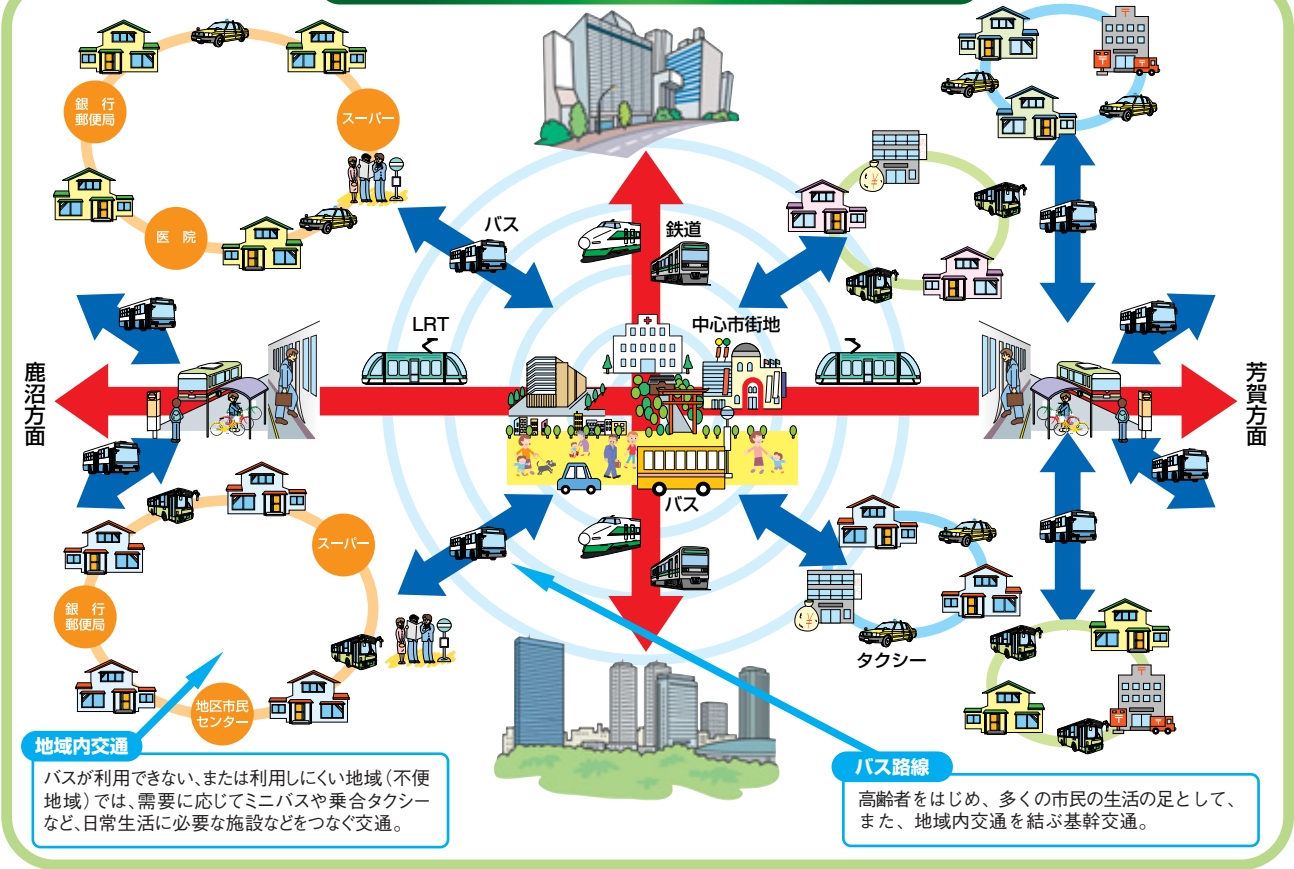 銀 行
郵便局
スーパー
医 院
バス
鉄道
LRT
中心市街地
鹿沼方面
芳賀方面
バス
スーパー
銀 行
郵便局
地区市民
センター
タクシー
地域内交通
バスが利用できない、または利用しにくい地域（不便
地域）では、需要に応じてミニバスや乗合タクシー
など、日常生活に必要な施設などをつなぐ交通。
バス路線
高齢者をはじめ、多くの市民の生活の足として、
また、地域内交通を結ぶ基幹交通。